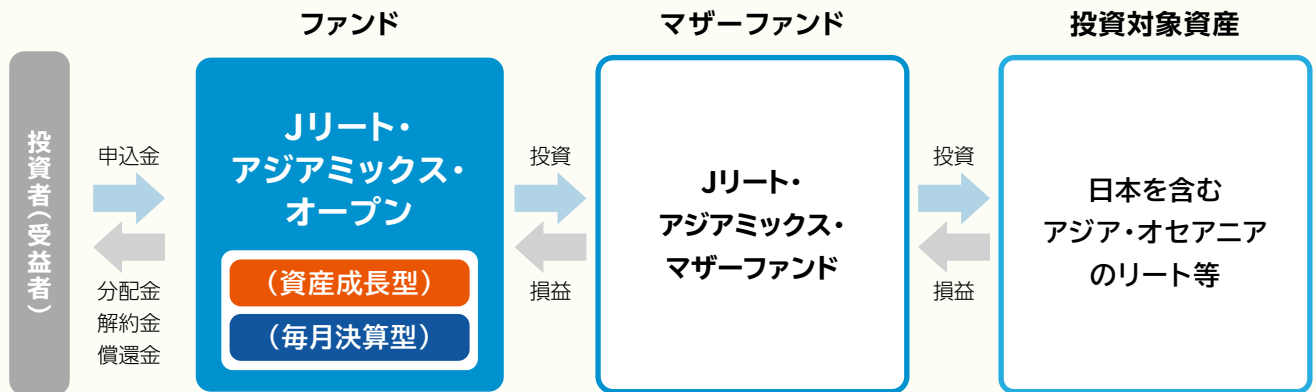 ファンド
マザーファンド
投資対象資産
投資者(受益者)
申込金
分配金
解約金
償還金
Jリート・
アジアミックス・
オープン
(資産成長型)
(毎月決算型)
投資
損益
Jリート・
アジアミックス・
マザーファンド
投資
損益
日本を含む
アジア・オセアニア
のリート等